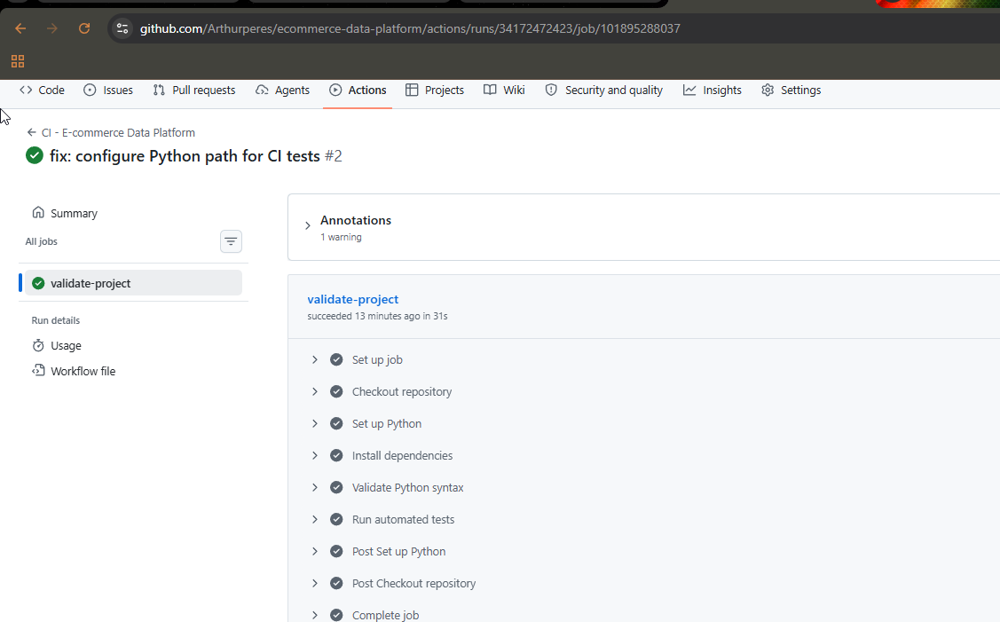 github.com/Arthurperes/ecommerce-data-platform/actions/runs/34172472423/job/101895288037
Code Issues Pull requests Agents Actions Projects Wiki Security and quality Insights Settings
CI - E-commerce Data Platform
fix: configure Python path for CI tests #2
Summary
All jobs
validate-project
Run details
Usage
Workflow file
Annotations
1 warning
validate-project
succeeded 13 minutes ago in 31s
Set up job
Checkout repository
Set up Python
Install dependencies
Validate Python syntax
Run automated tests
Post Set up Python
Post Checkout repository
Complete job